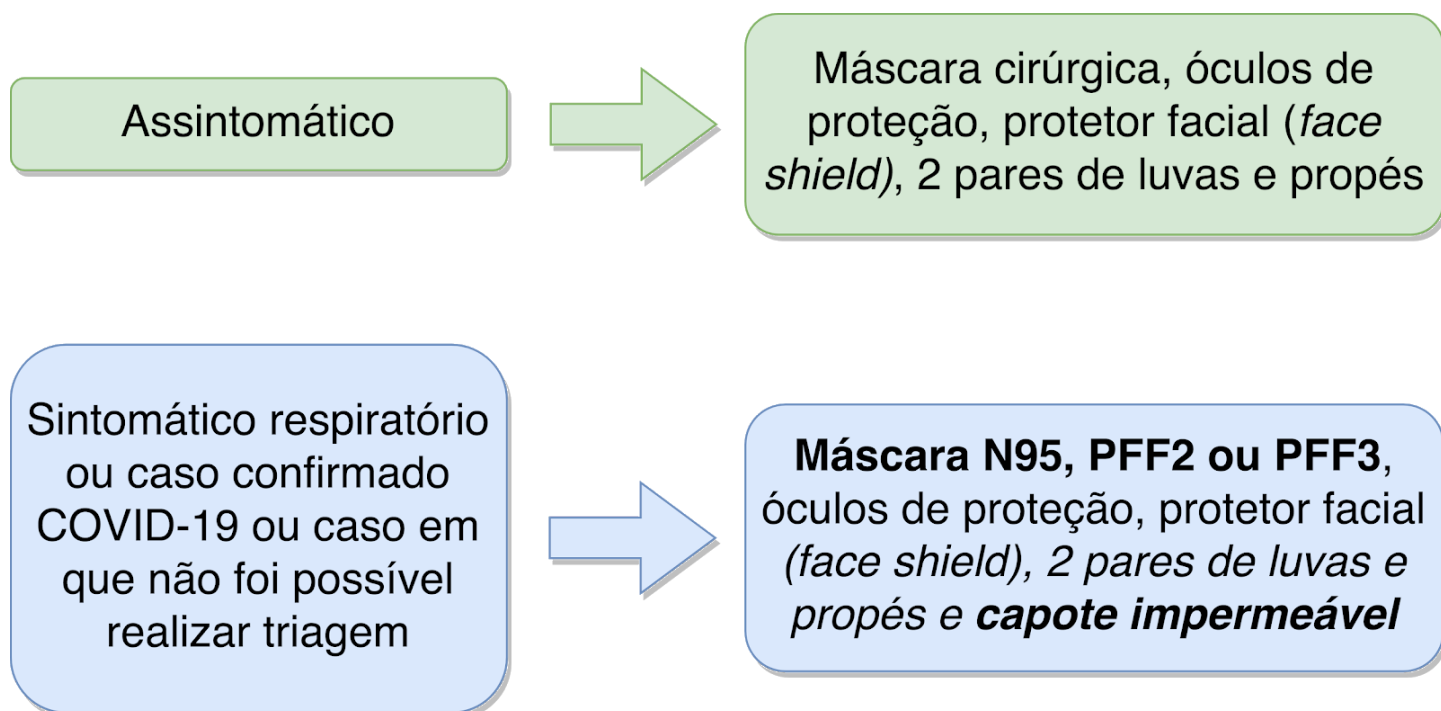 Assintomático
Máscara cirúrgica, óculos de
proteção, protetor facial (face
shield), 2 pares de luvas e propés
Sintomático respiratório
ou caso confirmado
COVID-19 ou caso em
que não foi possível
realizar triagem
Máscara N95, PFF2 ou PFF3,
óculos de proteção, protetor facial
(face shield), 2 pares de luvas e
propés e capote impermeável